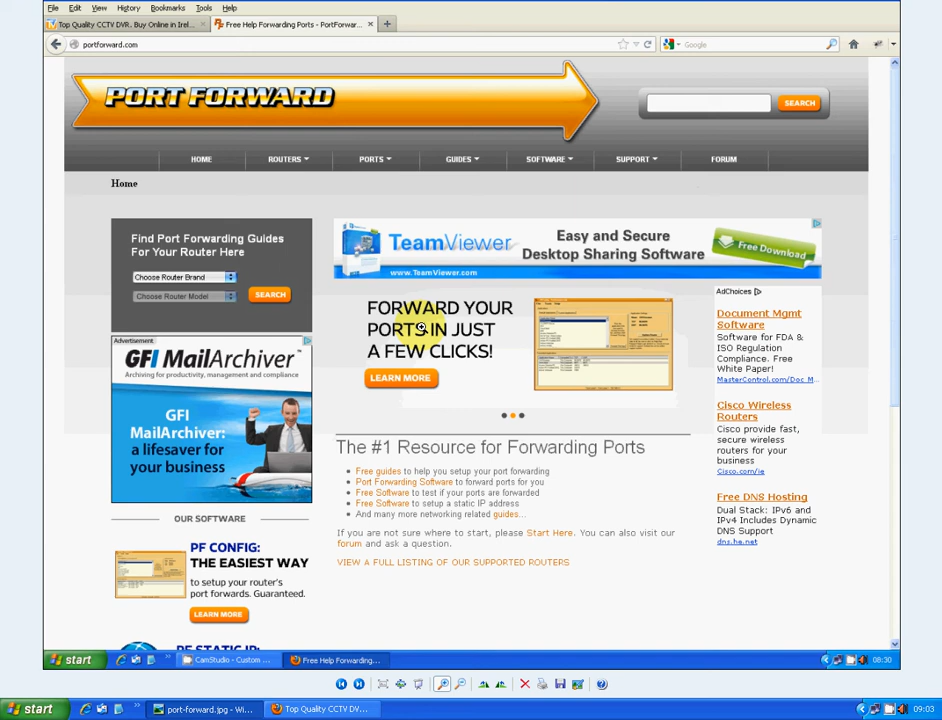 File Edit View History Bookmarks Tools Help
Top Quality CCTV DVR. Buy Online in Irel...
Free Help Forwarding Ports - PortForwar...
portforward.com
Google
PORT FORWARD
SEARCH
HOME ROUTERS PORTS GUIDES SOFTWARE SUPPORT FORUM
Home
Find Port Forwarding Guides
For Your Router Here
Choose Router Brand
Choose Router Model
SEARCH
TeamViewer
www.TeamViewer.com
Easy and Secure
Desktop Sharing Software
Free Download
FORWARD YOUR
PORTS IN JUST
A FEW CLICKS!
LEARN MORE
AdChoices
Document Mgmt
Software
Software for FDA &
ISO Regulation
Compliance. Free
White Paper!
MasterControl.com/Doc_M...
Cisco Wireless
Routers
Cisco provide fast,
secure wireless
routers for your
business
Cisco.com/ie
Free DNS Hosting
Dual Stack: IPv6 and
IPv4 Includes Dynamic
DNS Support
dns.he.net
Advertisement
GFI MailArchiver™
Archiving for productivity, management and compliance
GFI
MailArchiver:
a lifesaver for
your business
The #1 Resource for Forwarding Ports
Free guides to help you setup your port forwarding
Port Forwarding Software to forward ports for you
Free Software to test if your ports are forwarded
Free Software to setup a static IP address
And many more networking related guides...
If you are not sure where to start, please Start Here. You can also visit our
forum and ask a question.
VIEW A FULL LISTING OF OUR SUPPORTED ROUTERS
OUR SOFTWARE
PF CONFIG:
THE EASIEST WAY
to setup your router's
port forwards. Guaranteed.
LEARN MORE
PF STATIC IP:
start
CamStudio - Custom ...
Free Help Forwarding...
08:30
start
port-forward.jpg - Wi...
Top Quality CCTV DV...
09:03